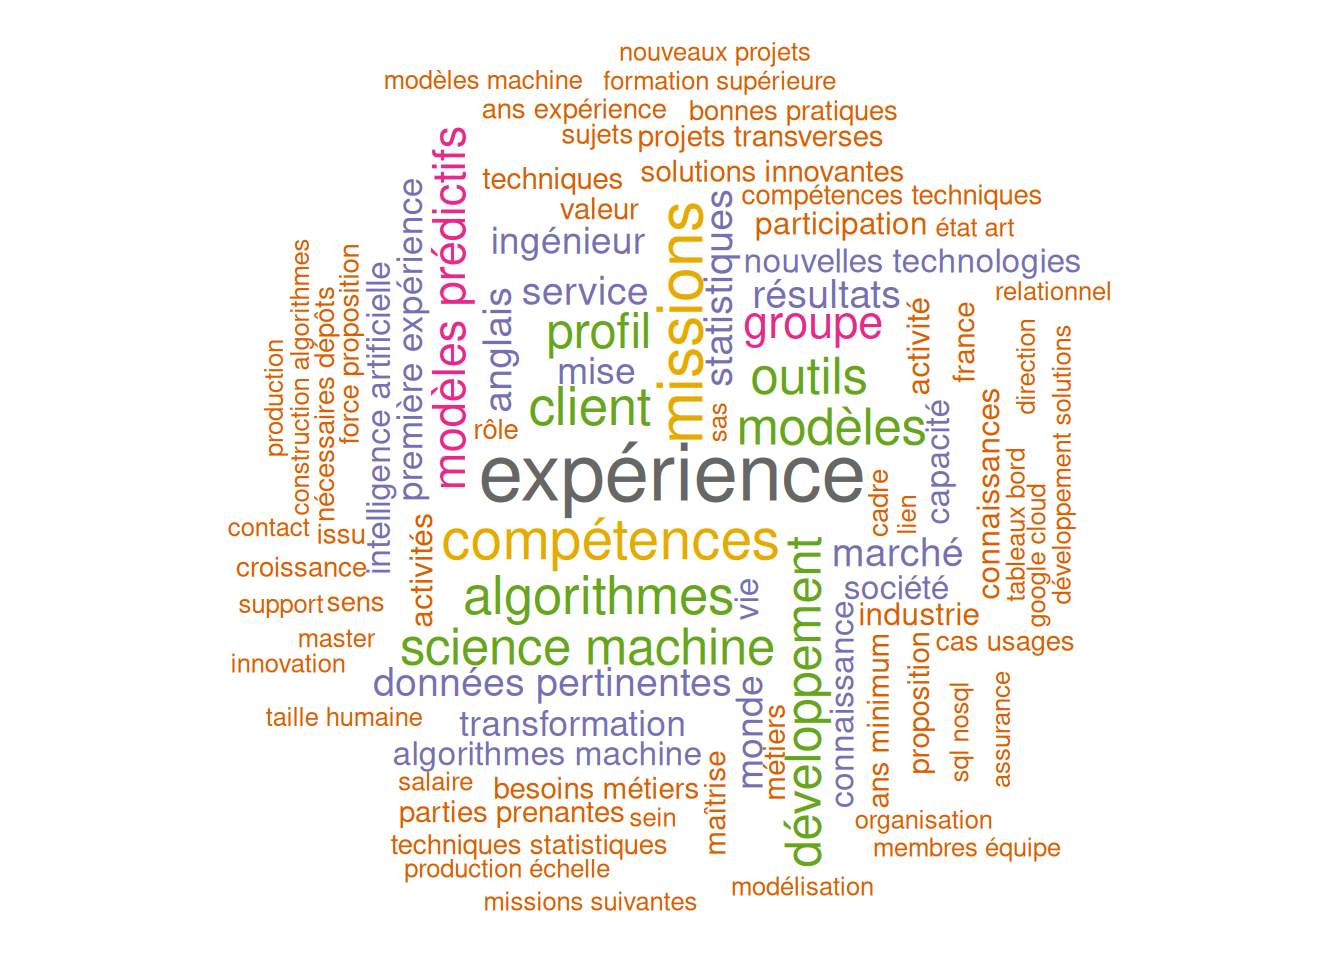 nouveaux projets
modèles machine
formation supérieure
ans expérience
bonnes pratiques
sujets
projets transverses
modèles prédictifs
techniques
solutions innovantes
première expérience
missions
statistiques
compétences techniques
valeur
participation
état art
ingénieur
nouvelles technologies
construction algorithmes
force proposition
intelligence artificielle
nécessaires dépôts
anglais
service
résultats
relationnel
profil
groupe
activité
france
direction
développement solutions
production
mise
outils
client
rôle
sas
modèles
capacité
connaissances
expérience
cadre
lien
tableaux bord
google cloud
contact
issu
activités
compétences
développement
marché
croissance
vie
société
support
sens
algorithmes
connaissance
industrie
master
science machine
ans minimum
proposition
cas usages
innovation
données pertinentes
monde
sql nosql
assurance
taille humaine
transformation
métiers
algorithmes machine
maîtrise
salaire
besoins métiers
parties prenantes
sein
organisation
techniques statistiques
membres équipe
production échelle
modélisation
missions suivantes